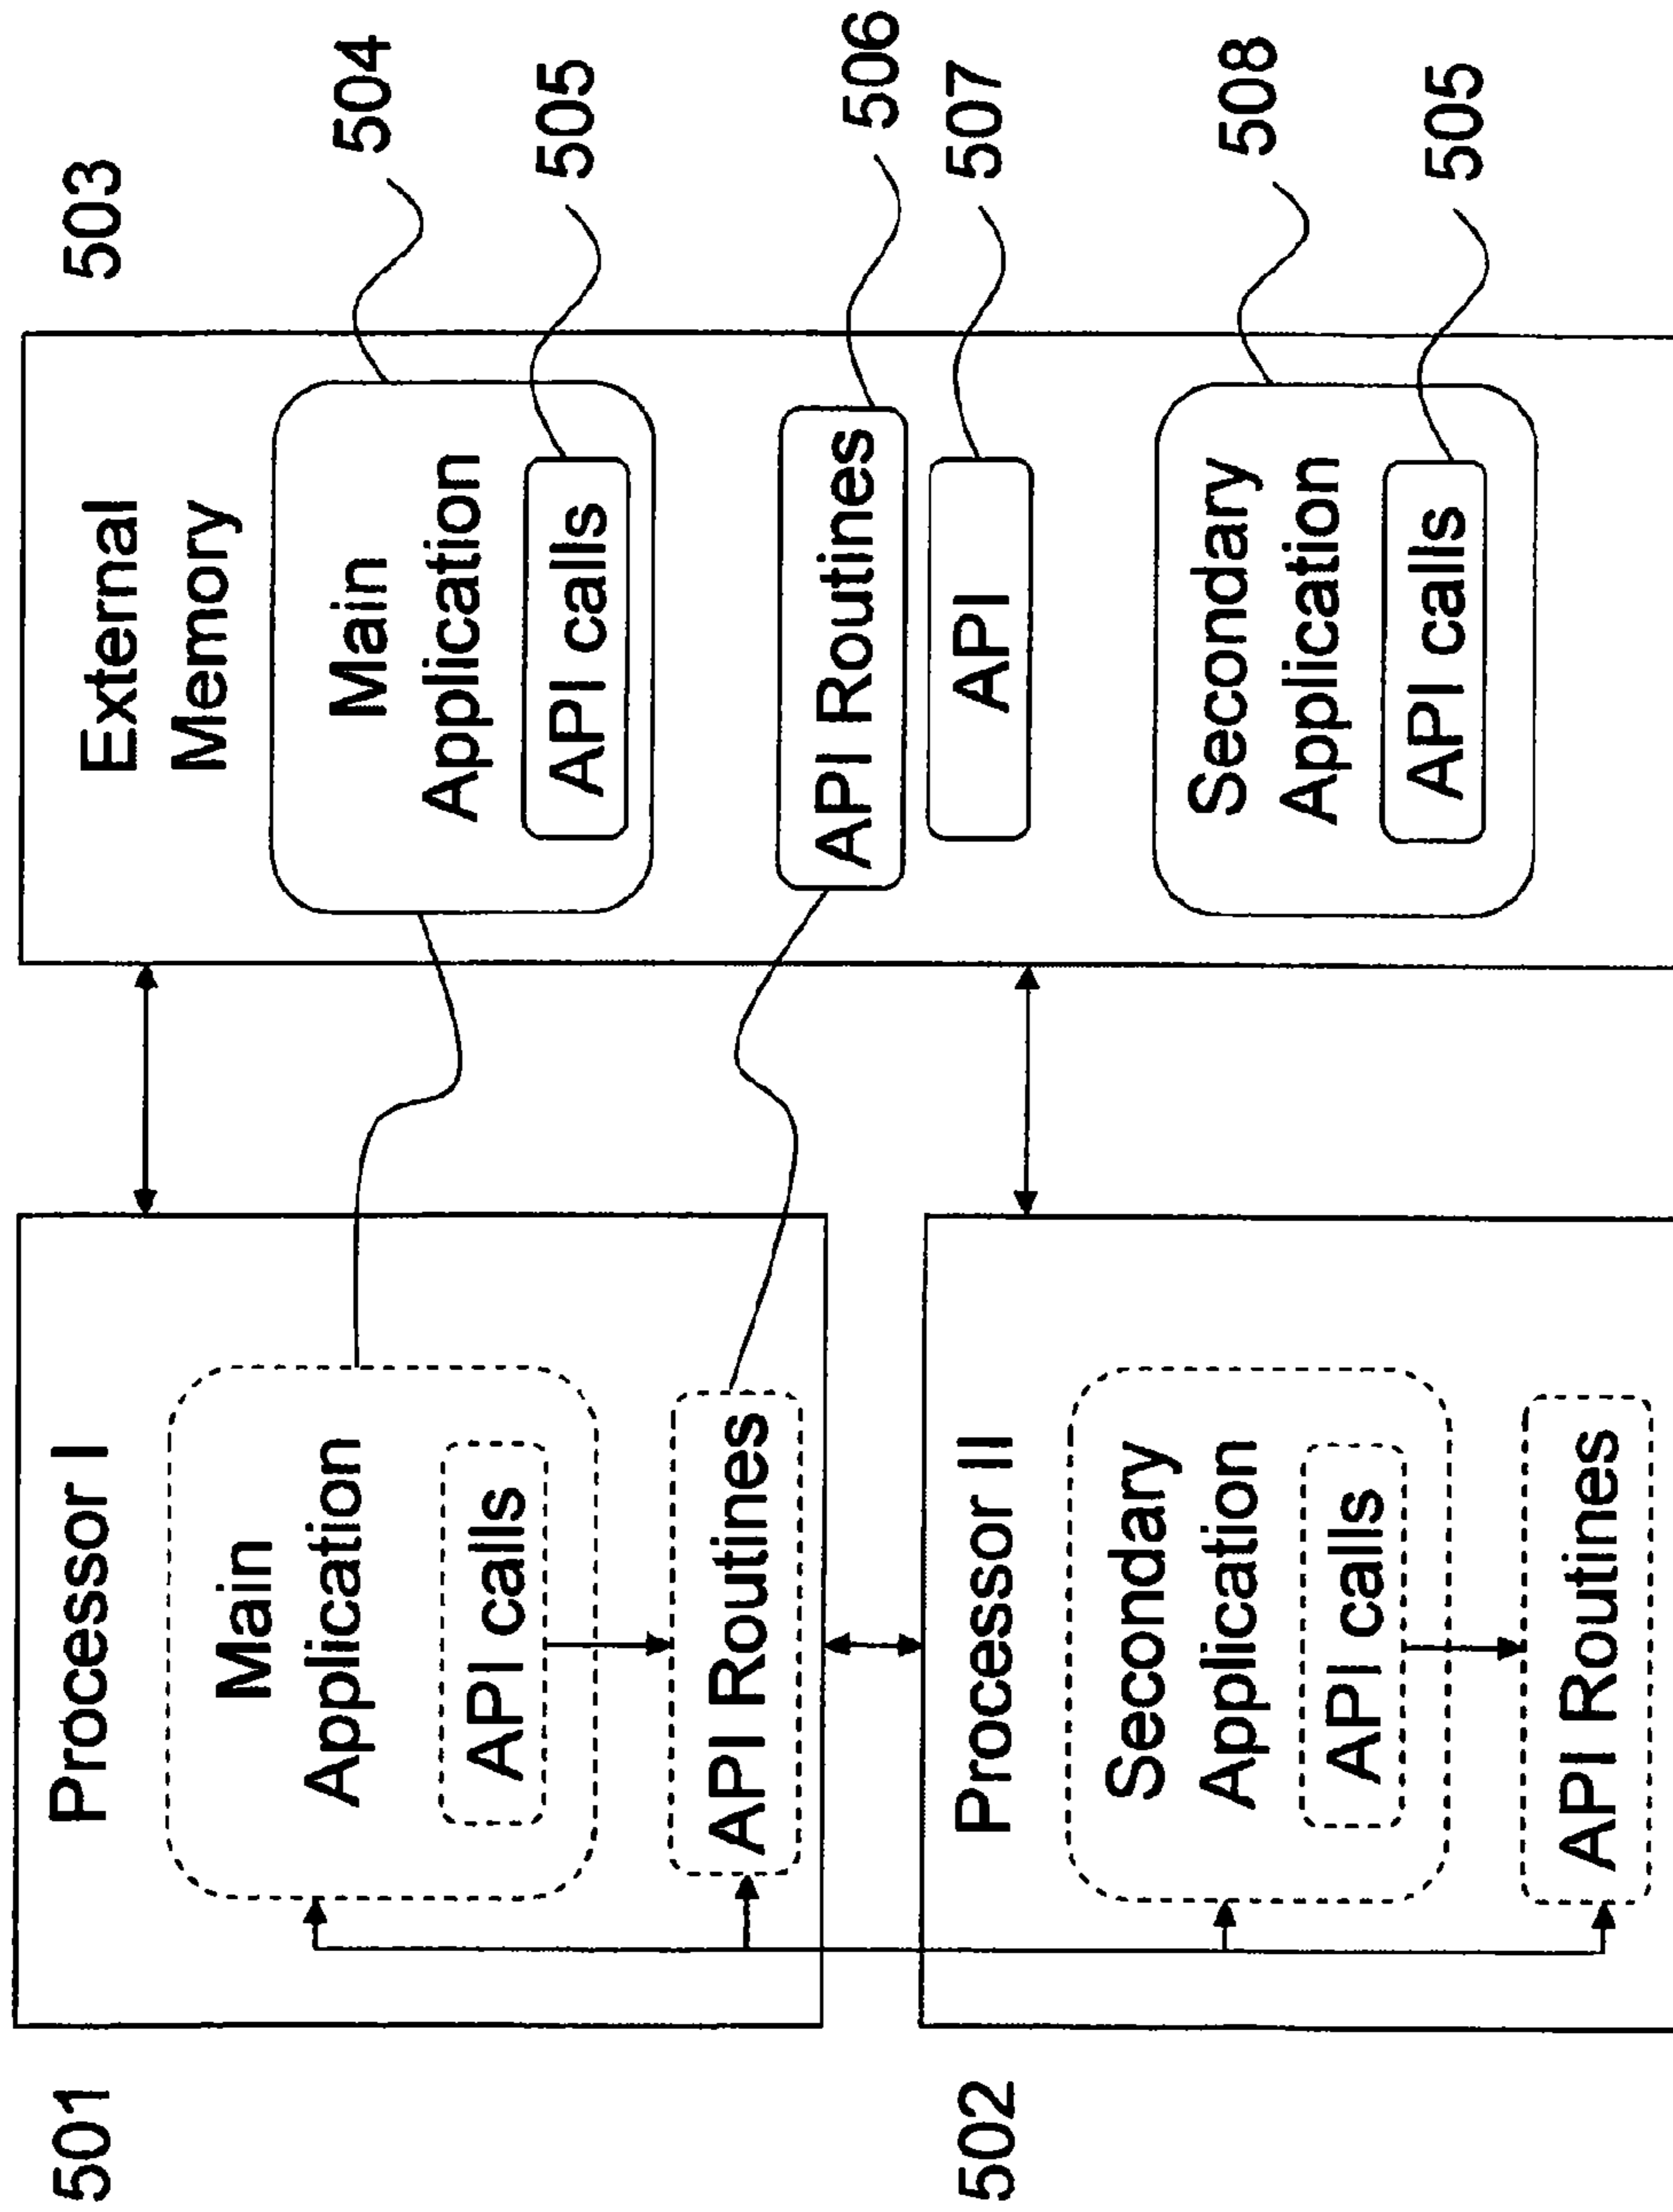 501
Processor I
Main
Application
API calls
API Routines
502
Processor II
Secondary
Application
API calls
API Routines
503
External
Memory
Main
Application
API calls
API Routines
API
Secondary
Application
API calls
504
505
506
507
508
505